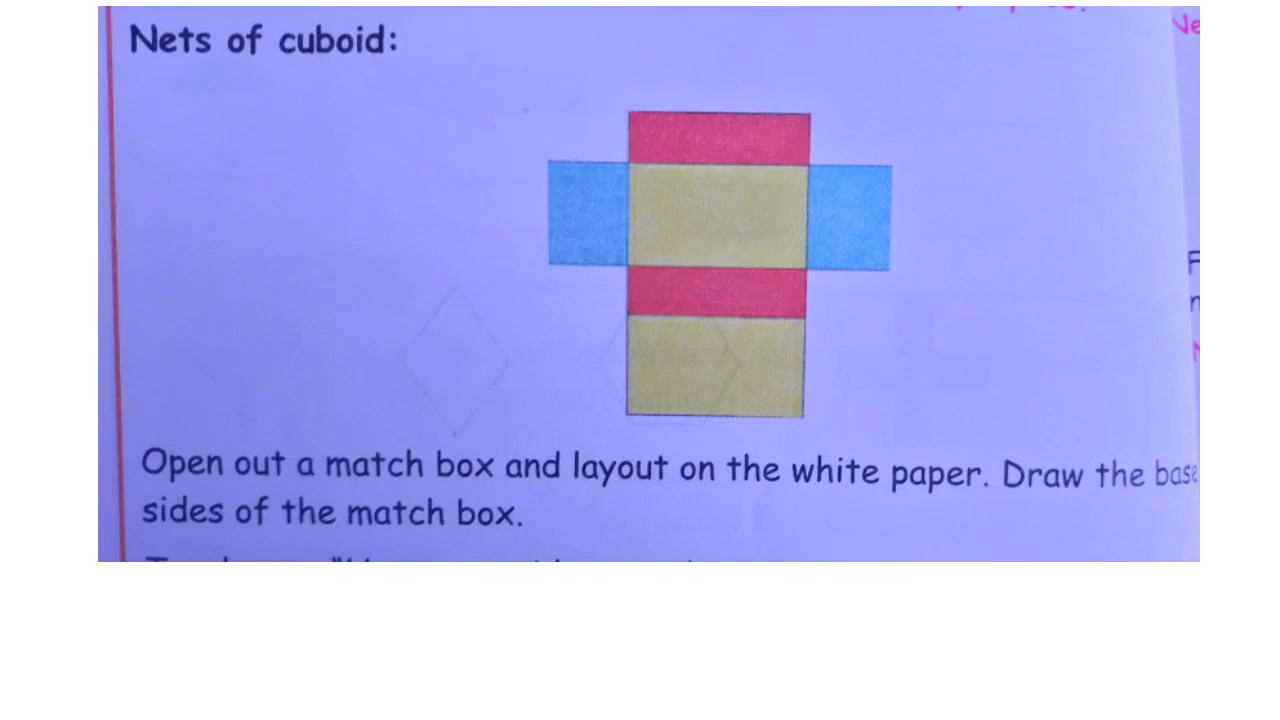 Ne
Nets of cuboid:
Open out a match box and layout on the white paper. Draw the base
sides of the match box.